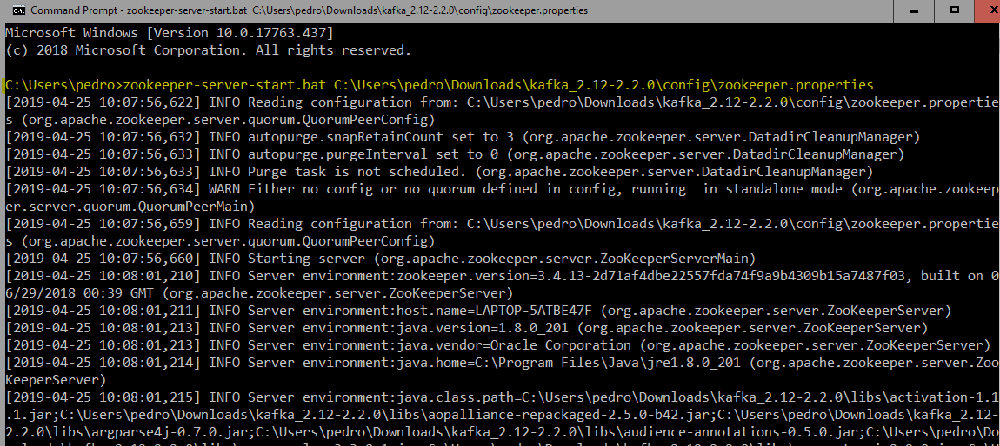 Command Prompt - zookeeper-server-start.bat C:\Users\pedro\Downloads\kafka_2.12-2.2.0\config\zookeeper.properties
Microsoft Windows [Version 10.0.17763.437]
(c) 2018 Microsoft Corporation. All rights reserved.
C:\Users\pedro>zookeeper-server-start.bat C:\Users\pedro\Downloads\kafka_2.12-2.2.0\config\zookeeper.properties
[2019-04-25 10:07:56,622] INFO Reading configuration from: C:\Users\pedro\Downloads\kafka_2.12-2.2.0\config\zookeeper.propertie
s (org.apache.zookeeper.server.quorum.QuorumPeerConfig)
[2019-04-25 10:07:56,632] INFO autopurge.snapRetainCount set to 3 (org.apache.zookeeper.server.DatadirCleanupManager)
[2019-04-25 10:07:56,633] INFO autopurge.purgeInterval set to 0 (org.apache.zookeeper.server.DatadirCleanupManager)
[2019-04-25 10:07:56,633] INFO Purge task is not scheduled. (org.apache.zookeeper.server.DatadirCleanupManager)
[2019-04-25 10:07:56,634] WARN Either no config or no quorum defined in config, running  in standalone mode (org.apache.zookeep
er.server.quorum.QuorumPeerMain)
[2019-04-25 10:07:56,659] INFO Reading configuration from: C:\Users\pedro\Downloads\kafka_2.12-2.2.0\config\zookeeper.propertie
s (org.apache.zookeeper.server.quorum.QuorumPeerConfig)
[2019-04-25 10:07:56,660] INFO Starting server (org.apache.zookeeper.server.ZooKeeperServerMain)
[2019-04-25 10:08:01,210] INFO Server environment:zookeeper.version=3.4.13-2d71af4dbe22557fda74f9a9b4309b15a7487f03, built on 0
6/29/2018 00:39 GMT (org.apache.zookeeper.server.ZooKeeperServer)
[2019-04-25 10:08:01,211] INFO Server environment:host.name=LAPTOP-5ATBE47F (org.apache.zookeeper.server.ZooKeeperServer)
[2019-04-25 10:08:01,213] INFO Server environment:java.version=1.8.0_201 (org.apache.zookeeper.server.ZooKeeperServer)
[2019-04-25 10:08:01,213] INFO Server environment:java.vendor=Oracle Corporation (org.apache.zookeeper.server.ZooKeeperServer)
[2019-04-25 10:08:01,214] INFO Server environment:java.home=C:\Program Files\Java\jre1.8.0_201 (org.apache.zookeeper.server.Zoo
KeeperServer)
[2019-04-25 10:08:01,215] INFO Server environment:java.class.path=C:\Users\pedro\Downloads\kafka_2.12-2.2.0\libs\activation-1.1
.1.jar;C:\Users\pedro\Downloads\kafka_2.12-2.2.0\libs\aopalliance-repackaged-2.5.0-b42.jar;C:\Users\pedro\Downloads\kafka_2.12-
2.2.0\libs\argparse4j-0.7.0.jar;C:\Users\pedro\Downloads\kafka_2.12-2.2.0\libs\audience-annotations-0.5.0.jar;C:\Users\pedro\Do